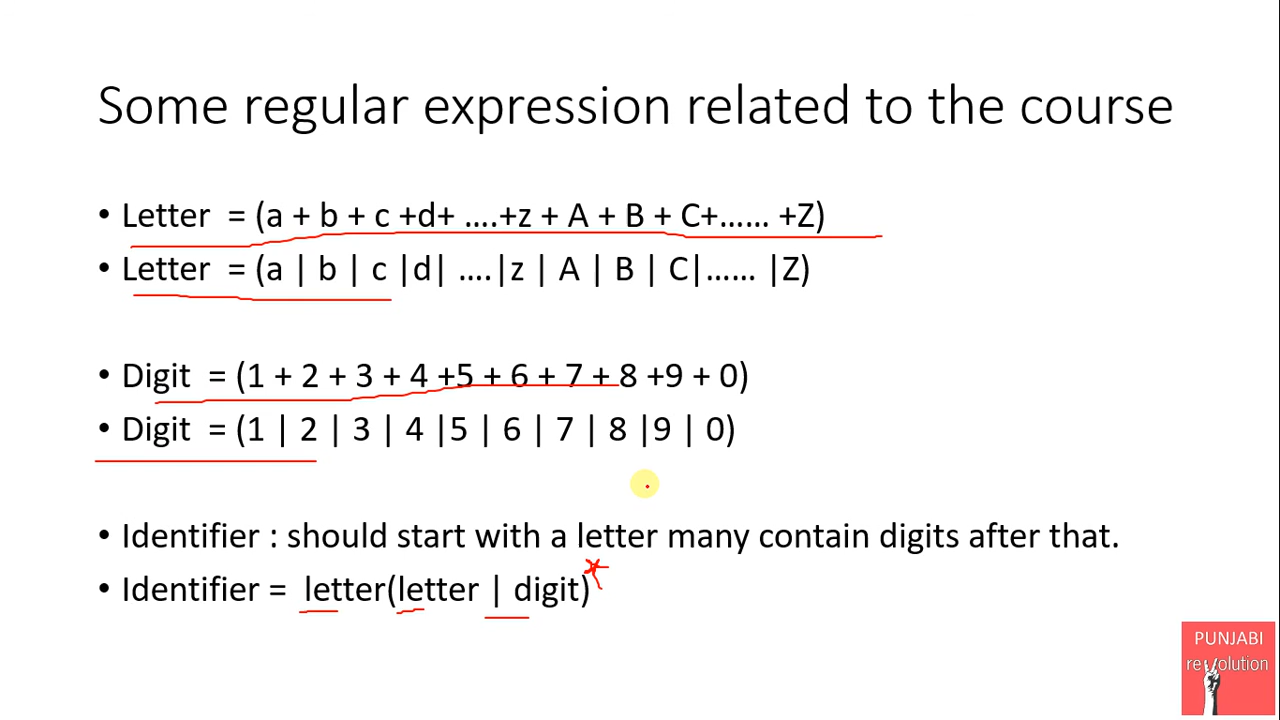 Some regular expression related to the course
• Letter = (a + b + c +d+ ….+z + A + B + C+…… +Z)
• Letter = (a | b | c |d| ….|z | A | B | C|…… |Z)
• Digit = (1 + 2 + 3 + 4 +5 + 6 + 7 + 8 +9 + 0)
• Digit = (1 | 2 | 3 | 4 |5 | 6 | 7 | 8 |9 | 0)
• Identifier : should start with a letter many contain digits after that.
• Identifier = letter(letter | digit)*
PUNJABI
revolution